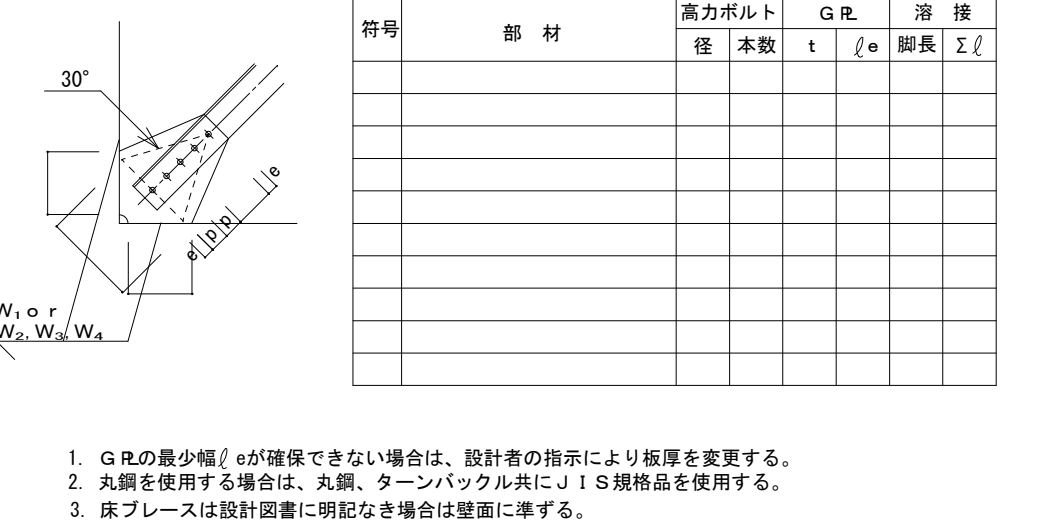 符号 部材 高力ボルト GPL 溶接
径 本数 t ℓe 脚長 Σℓ
30°
e
e p p
W₁ o r
W₂, W₃, W₄
1. GPLの最少幅ℓeが確保できない場合は、設計者の指示により板厚を変更する。
2. 丸鋼を使用する場合は、丸鋼、ターンバックル共にJIS規格品を使用する。
3. 床ブレースは設計図書に明記なき場合は壁面に準ずる。